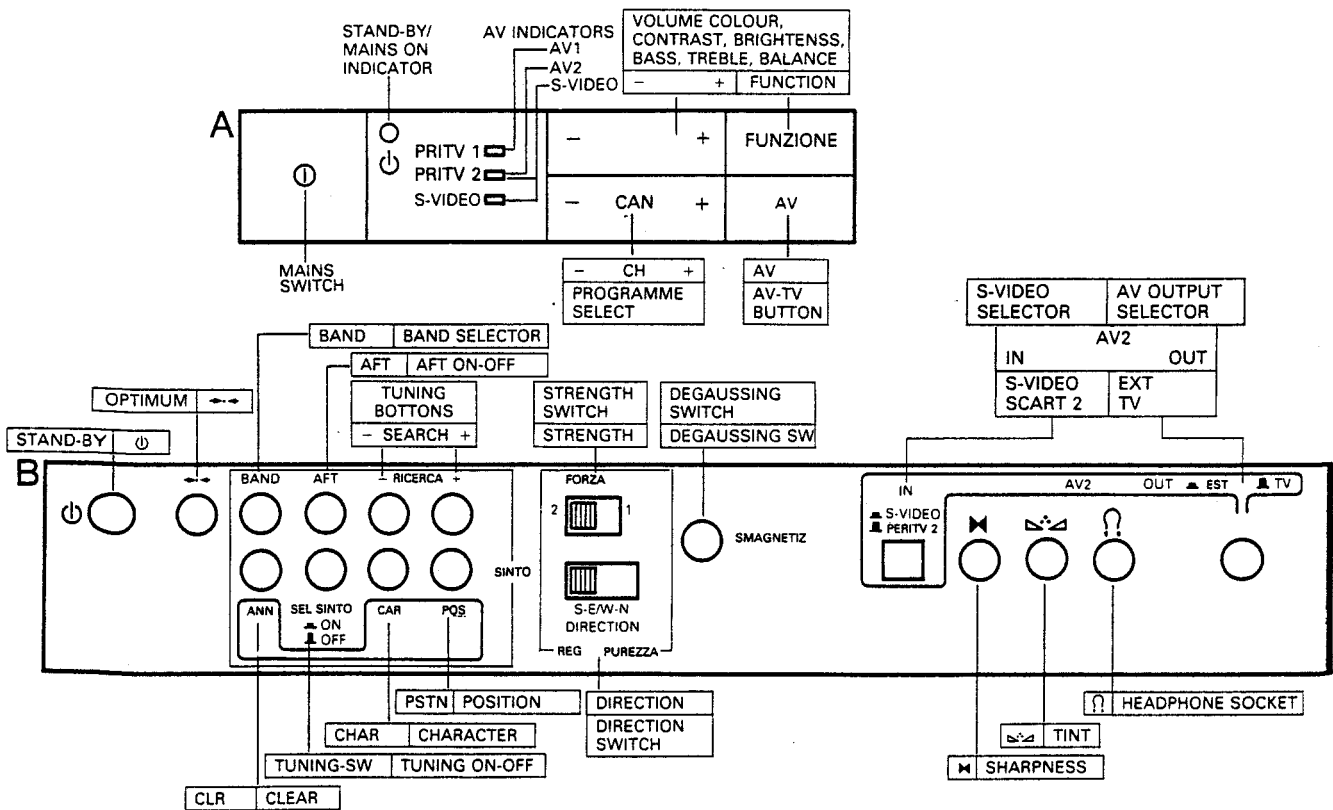 STAND-BY/
MAINS ON
INDICATOR
AV INDICATORS
AV1
AV2
S-VIDEO
VOLUME COLOUR,
CONTRAST, BRIGHTENSS,
BASS, TREBLE, BALANCE
- + FUNCTION
A
PRITV 1
PRITV 2
S-VIDEO
- + FUNZIONE
- CAN + AV
MAINS
SWITCH
- CH +
PROGRAMME
SELECT
AV
AV-TV
BUTTON
S-VIDEO
SELECTOR
AV OUTPUT
SELECTOR
AV2
IN OUT
S-VIDEO
SCART 2
EXT
TV
BAND BAND SELECTOR
AFT AFT ON-OFF
OPTIMUM
TUNING
BOTTONS
- SEARCH +
STRENGTH
SWITCH
STRENGTH
DEGAUSSING
SWITCH
DEGAUSSING SW
STAND-BY
B
BAND AFT - RICERCA +
SINTO
ANN
SEL SINTO
ON
OFF
CAR
POS
FORZA
2 1
S-E/W-N
DIRECTION
REG PUREZZA
SMAGNETIZ
IN AV2 OUT EST TV
S-VIDEO
PERITV 2
PSTN POSITION
CHAR CHARACTER
TUNING-SW TUNING ON-OFF
CLR CLEAR
DIRECTION
DIRECTION
SWITCH
HEADPHONE SOCKET
TINT
SHARPNESS